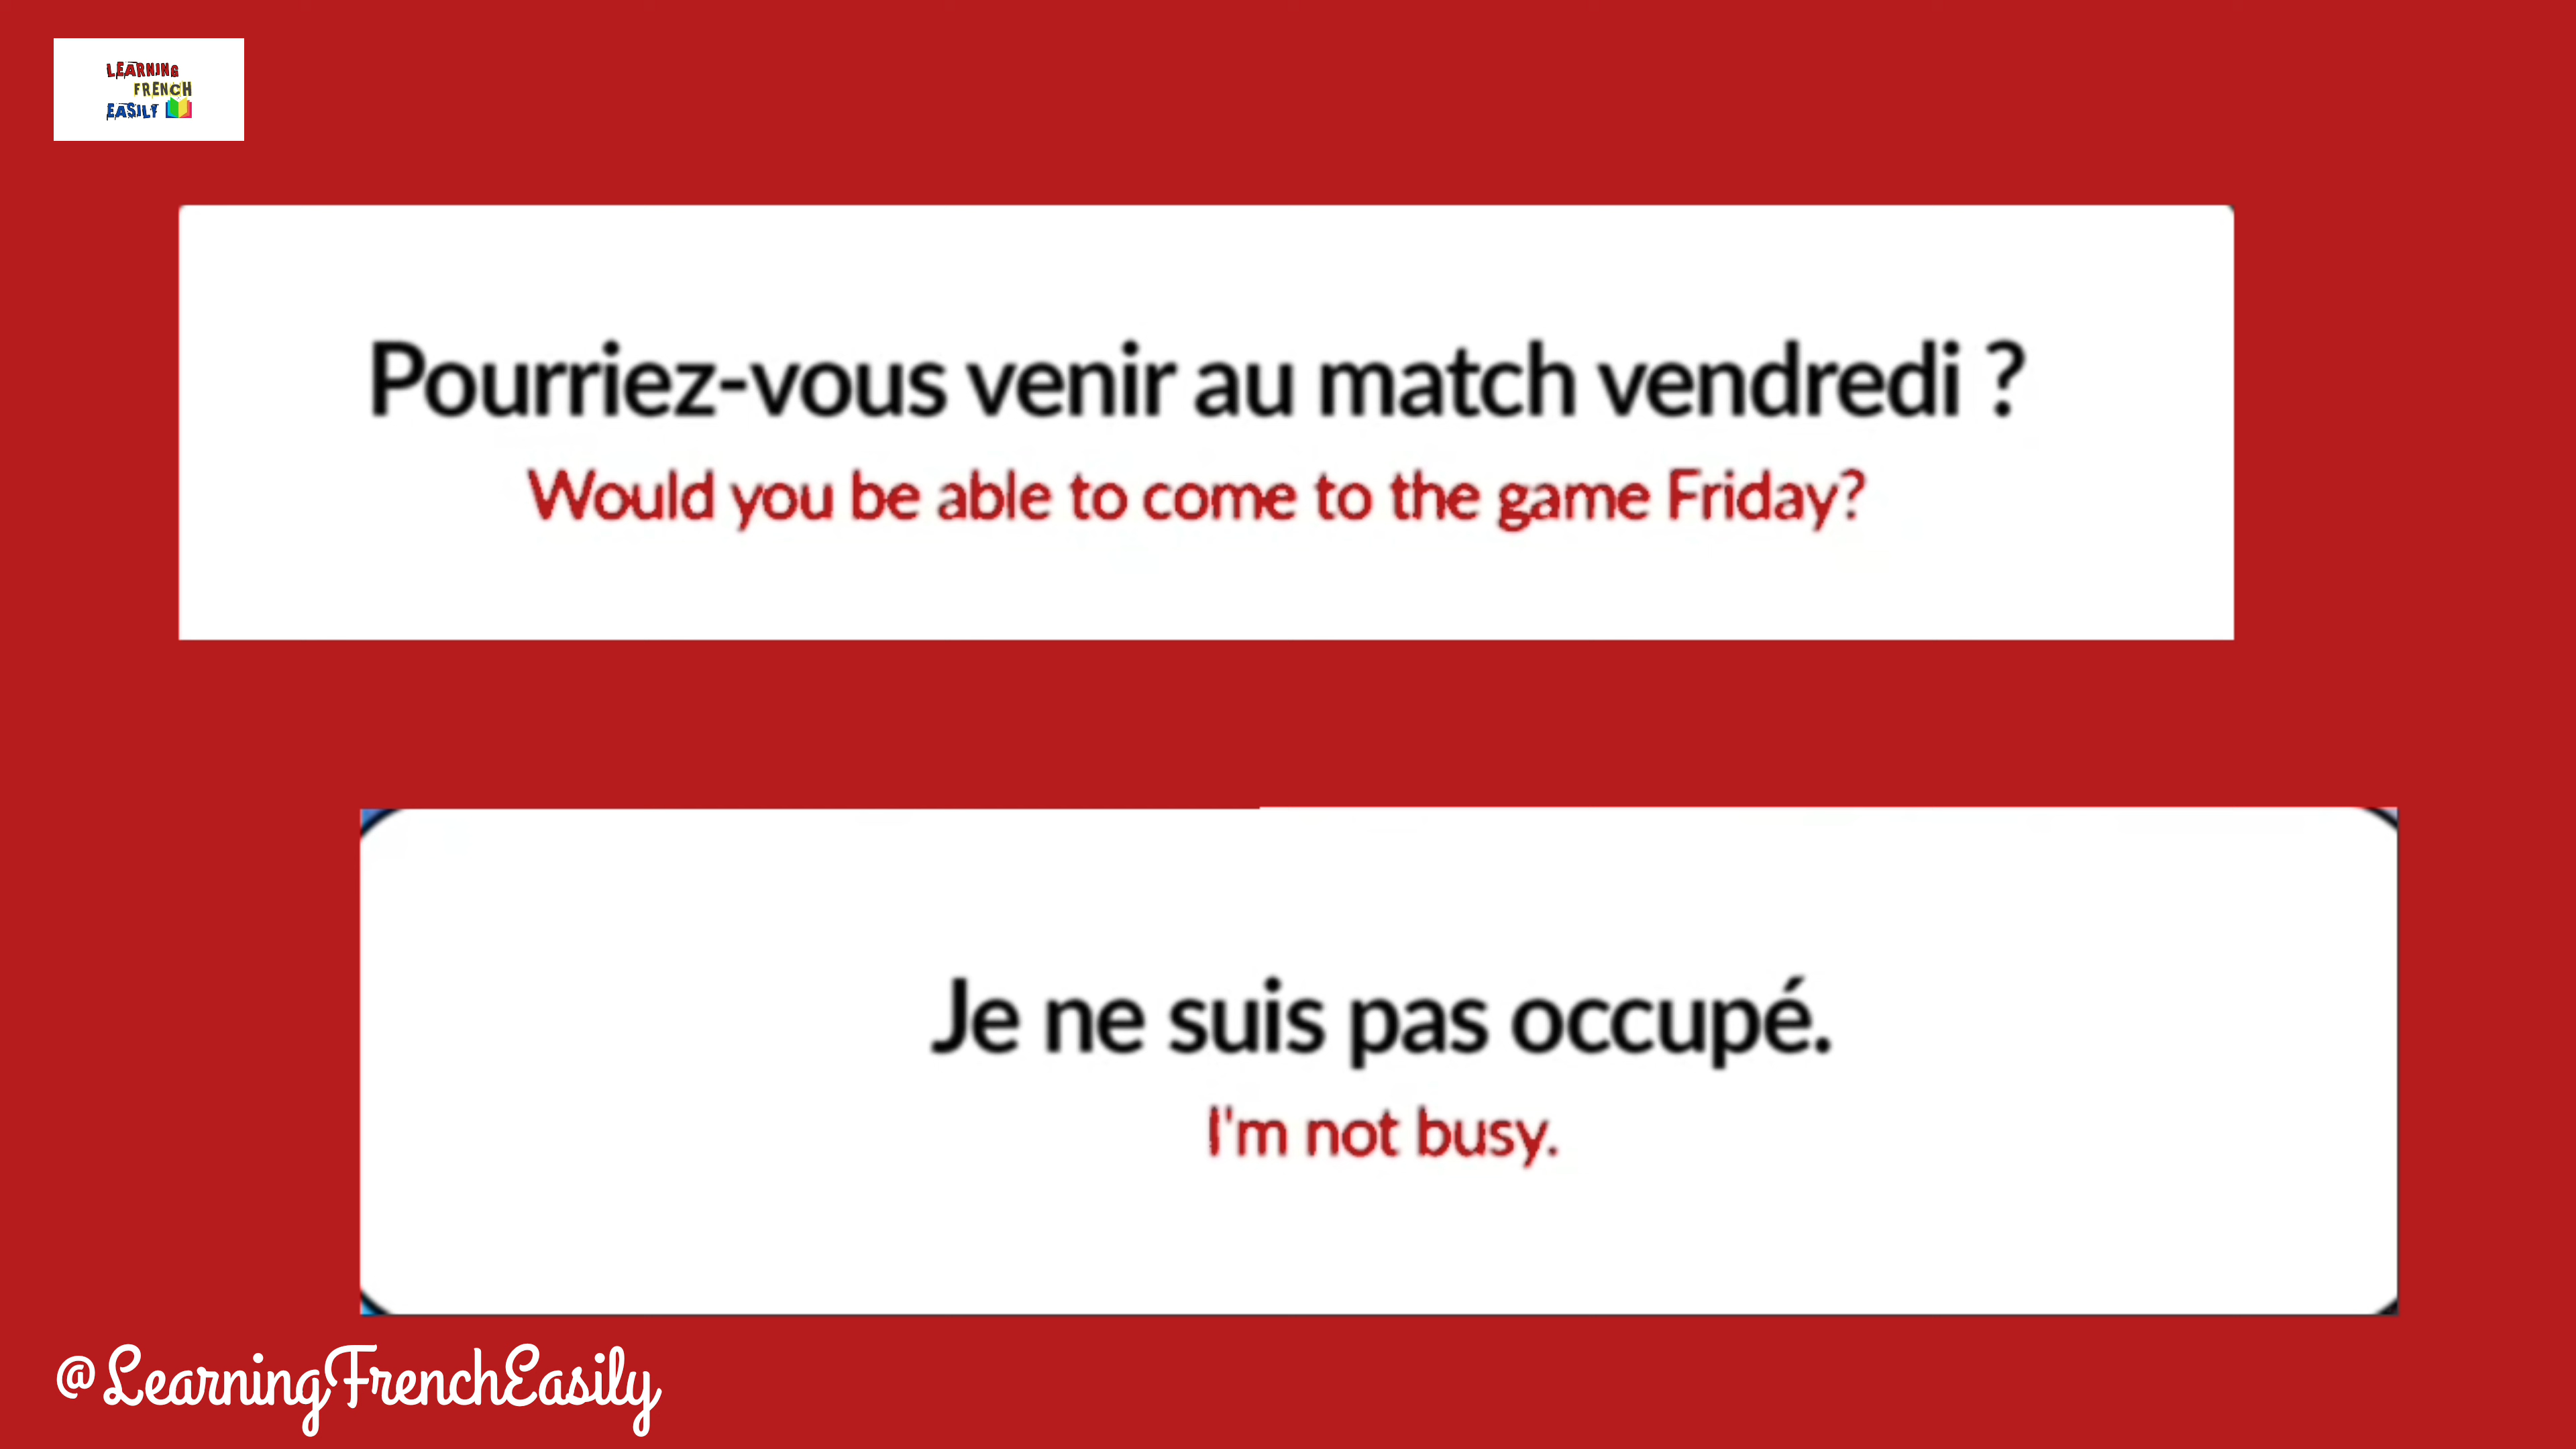 LEARNING
FRENCH
EASILY
Pourriez-vous venir au match vendredi ?
Would you be able to come to the game Friday?
Je ne suis pas occupé.
I'm not busy.
@LearningFrenchEasily